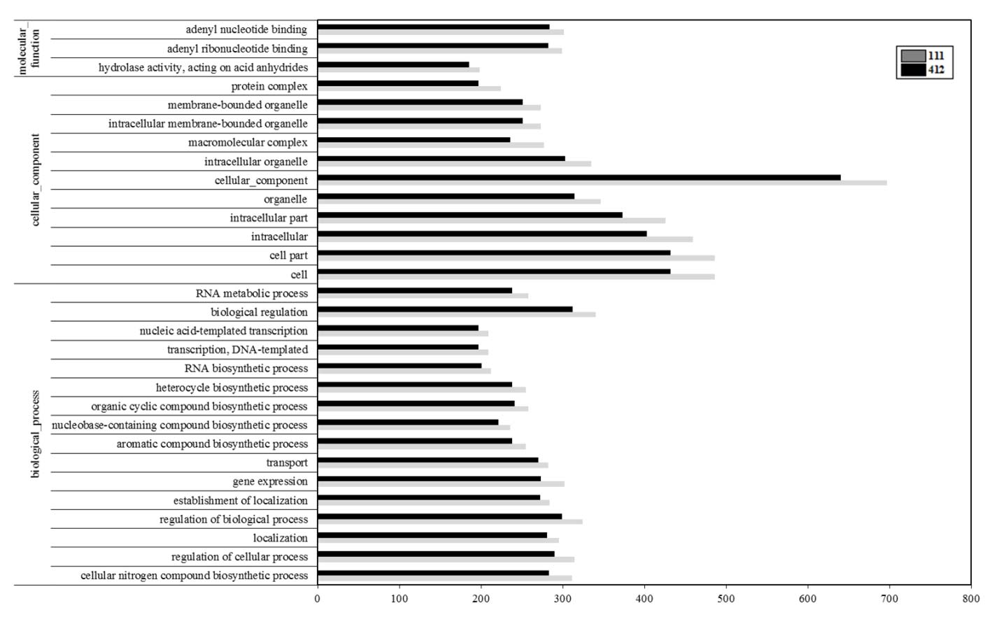 molecular_
function
adenyl nucleotide binding
adenyl ribonucleotide binding
hydrolase activity, acting on acid anhydrides
cellular_component
protein complex
membrane-bounded organelle
intracellular membrane-bounded organelle
macromolecular complex
intracellular organelle
cellular_component
organelle
intracellular part
intracellular
cell part
cell
biological_process
RNA metabolic process
biological regulation
nucleic acid-templated transcription
transcription, DNA-templated
RNA biosynthetic process
heterocycle biosynthetic process
organic cyclic compound biosynthetic process
nucleobase-containing compound biosynthetic process
aromatic compound biosynthetic process
transport
gene expression
establishment of localization
regulation of biological process
localization
regulation of cellular process
cellular nitrogen compound biosynthetic process
111
412
0 100 200 300 400 500 600 700 800